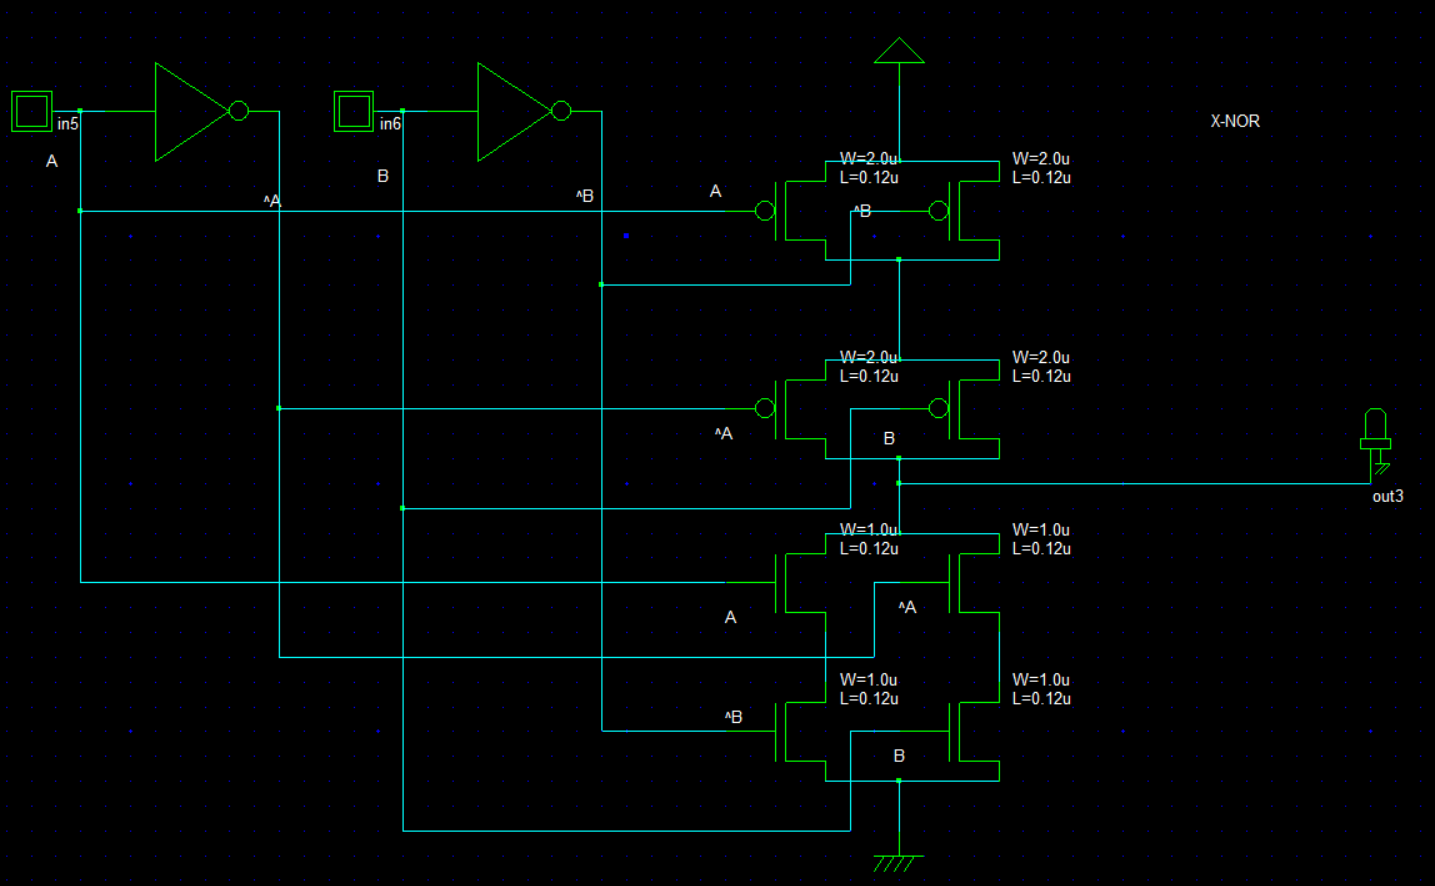 in5
A
in6
B
X-NOR
^A
^B
A
^B
W=2.0u
L=0.12u
W=2.0u
L=0.12u
W=2.0u
L=0.12u
W=2.0u
L=0.12u
^A
B
out3
W=1.0u
L=0.12u
W=1.0u
L=0.12u
A
^A
W=1.0u
L=0.12u
W=1.0u
L=0.12u
^B
B